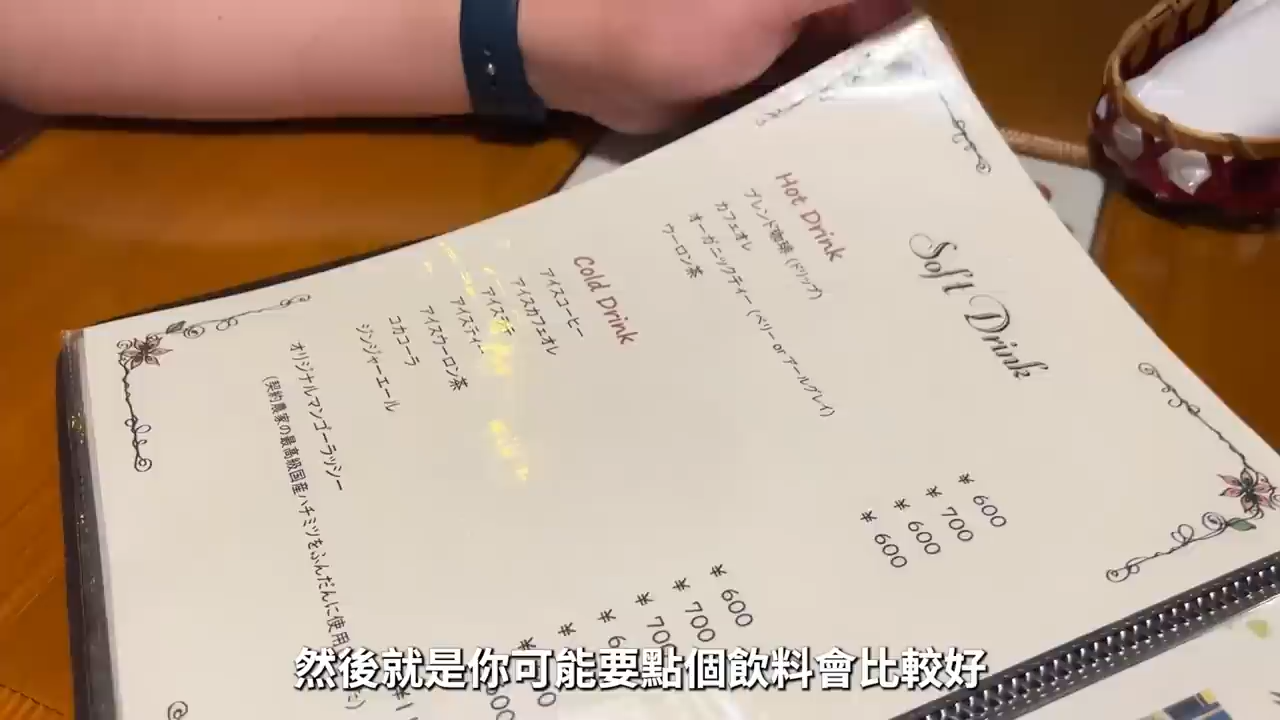 Soft Drink
Hot Drink
ブレンド珈琲 (ドリップ) ＊ 600
カフェオレ ＊ 700
オーガニックティー (ベリー or アールグレイ) ＊ 600
ウーロン茶 ＊ 600
Cold Drink
アイスコーヒー ＊ 600
アイスカフェオレ ＊ 700
アイス ＊ 700
アイスティー ＊
アイスウーロン茶 ＊
コカコーラ
ジンジャーエール
オリジナルマンゴーラッシー
(契約農家の最高級国産ハチミツをふんだんに使用
然後就是你可能要點個飲料會比較好